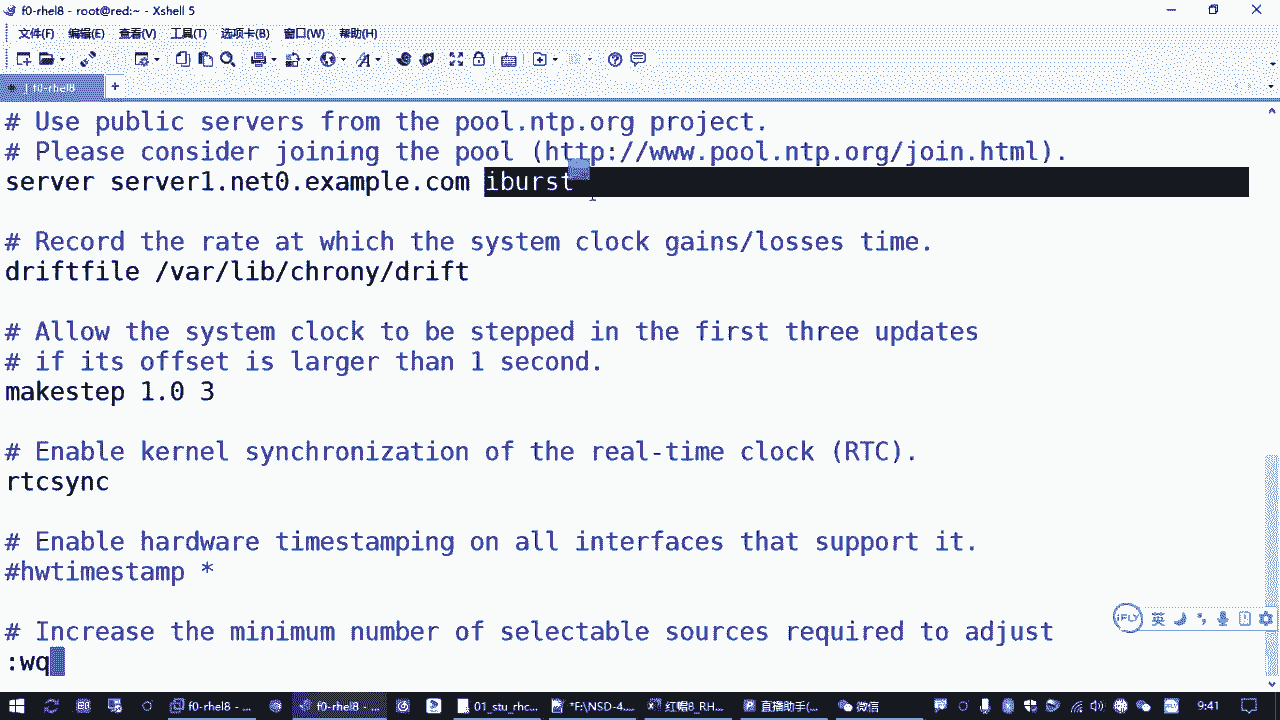 f0-rhel8 - root@red:~ - Xshell 5
文件(F) 编辑(E) 查看(V) 工具(T) 选项卡(B) 窗口(W) 帮助(H)
1 f0-rhel8
# Use public servers from the pool.ntp.org project.
# Please consider joining the pool (http://www.pool.ntp.org/join.html).
server server1.net0.example.com iburst
# Record the rate at which the system clock gains/losses time.
driftfile /var/lib/chrony/drift
# Allow the system clock to be stepped in the first three updates
# if its offset is larger than 1 second.
makestep 1.0 3
# Enable kernel synchronization of the real-time clock (RTC).
rtcsync
# Enable hardware timestamping on all interfaces that support it.
#hwtimestamp *
iFLY 英
# Increase the minimum number of selectable sources required to adjust
:wq
f0-rhel8 - ... f0-rhel8 - ... 01_stu_rhc... *F:\NSD-4... 红帽8_RH... 直播助手(... 微信 9:41